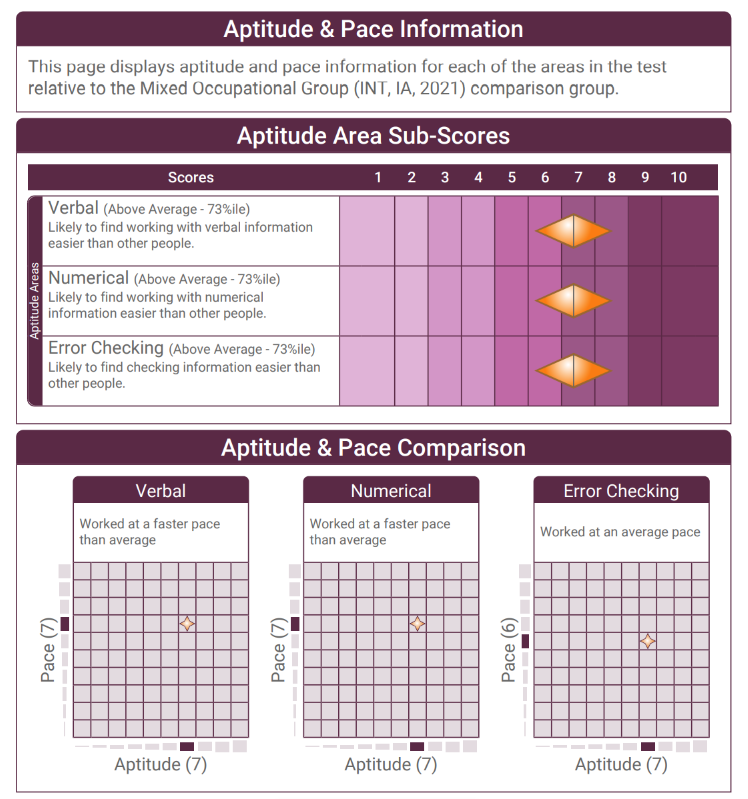 Aptitude & Pace Information
This page displays aptitude and pace information for each of the areas in the test
relative to the Mixed Occupational Group (INT, IA, 2021) comparison group.
Aptitude Area Sub-Scores
Scores 1 2 3 4 5 6 7 8 9 10
Aptitude Areas
Verbal (Above Average - 73%ile)
Likely to find working with verbal information
easier than other people.
Numerical (Above Average - 73%ile)
Likely to find working with numerical
information easier than other people.
Error Checking (Above Average - 73%ile)
Likely to find checking information easier than
other people.
Aptitude & Pace Comparison
Verbal
Worked at a faster pace
than average
Pace (7)
Aptitude (7)
Numerical
Worked at a faster pace
than average
Pace (7)
Aptitude (7)
Error Checking
Worked at an average pace
Pace (6)
Aptitude (7)